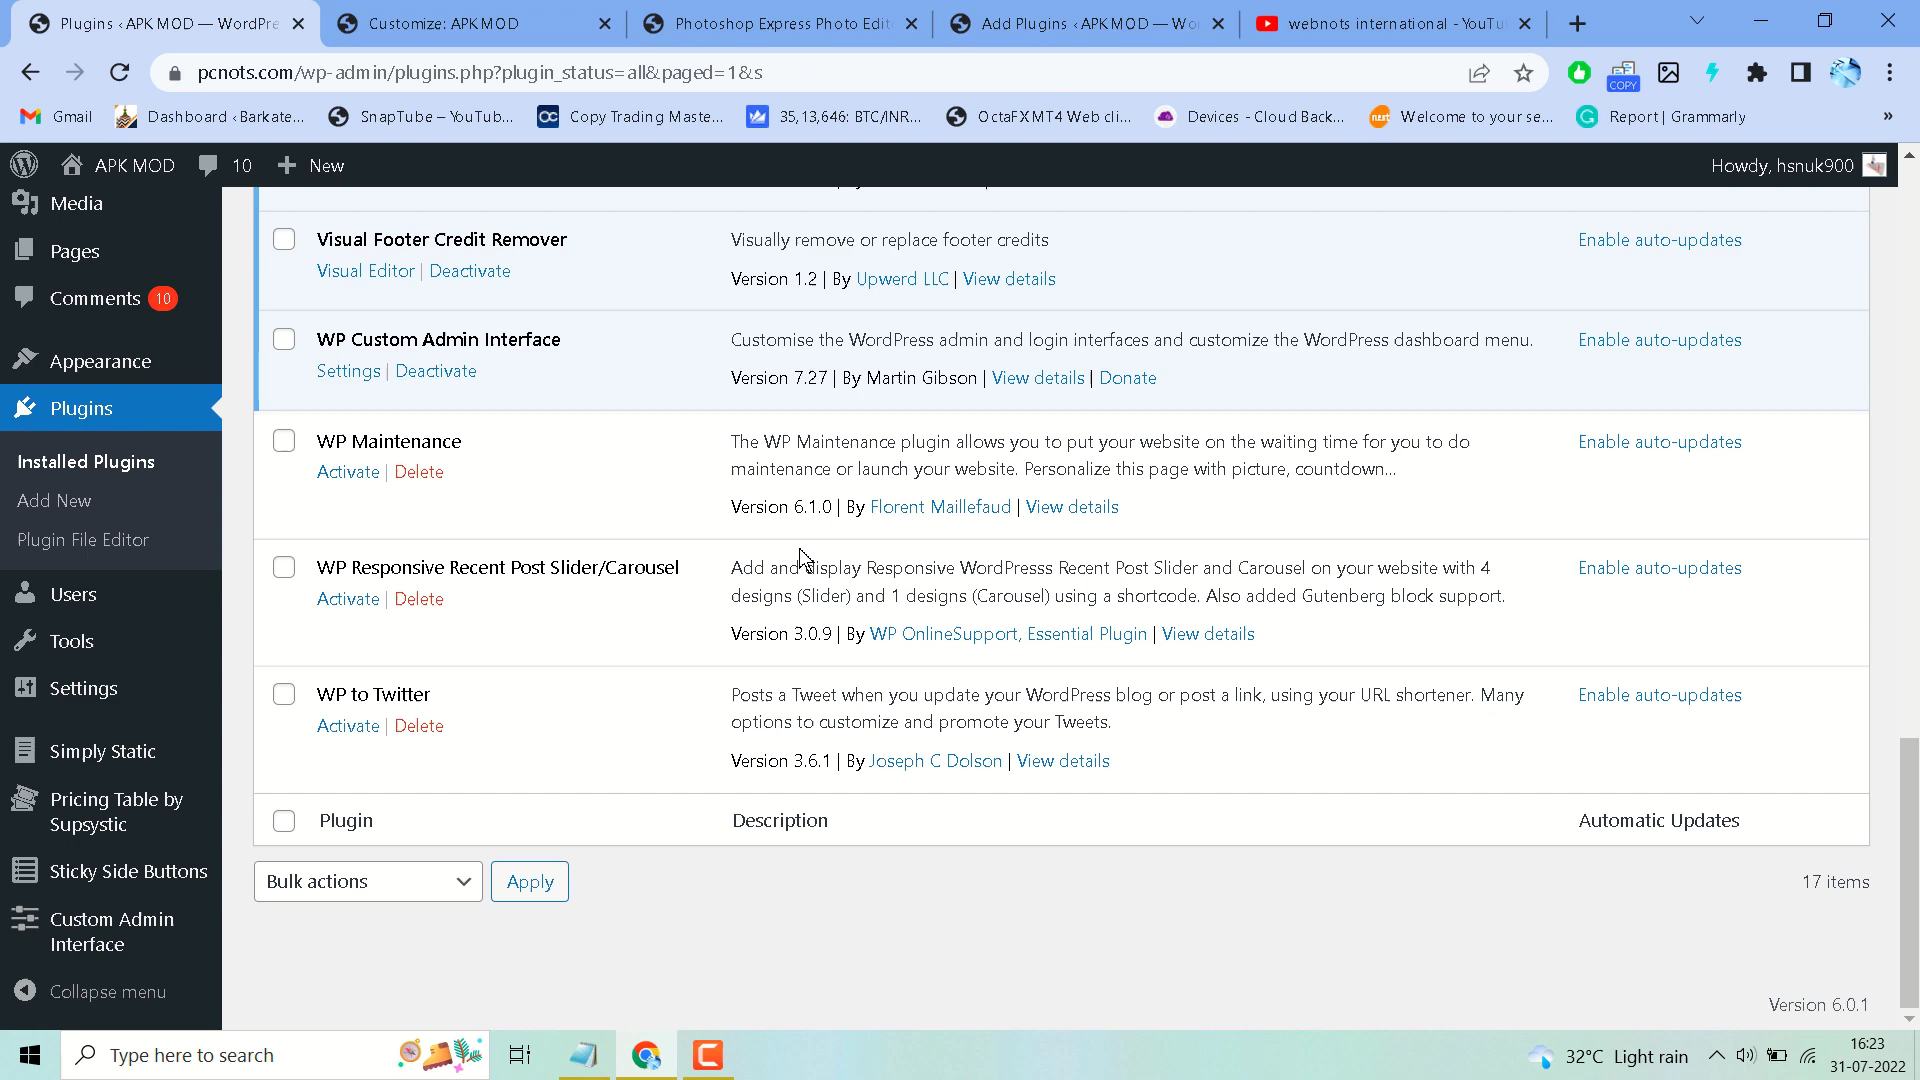 Plugins ‹ APK MOD — WordPre
Customize: APK MOD
Photoshop Express Photo Edit
Add Plugins ‹ APK MOD — Wo
webnots international - YouTu
pcnots.com/wp-admin/plugins.php?plugin_status=all&paged=1&s
COPY
Gmail
Dashboard ‹ Barkate...
SnapTube – YouTub...
CC Copy Trading Maste...
35,13,646: BTC/INR...
OctaFX MT4 Web cli...
Devices - Cloud Back...
Welcome to your se...
Report | Grammarly
»
APK MOD 10 + New
Howdy, hsnuk900
Media
Pages
Comments 10
Appearance
Plugins
Installed Plugins
Add New
Plugin File Editor
Users
Tools
Settings
Simply Static
Pricing Table by
Supsystic
Sticky Side Buttons
Custom Admin
Interface
Collapse menu
Visual Footer Credit Remover
Visual Editor | Deactivate
Visually remove or replace footer credits
Version 1.2 | By Upwerd LLC | View details
Enable auto-updates
WP Custom Admin Interface
Settings | Deactivate
Customise the WordPress admin and login interfaces and customize the WordPress dashboard menu.
Version 7.27 | By Martin Gibson | View details | Donate
Enable auto-updates
WP Maintenance
Activate | Delete
The WP Maintenance plugin allows you to put your website on the waiting time for you to do
maintenance or launch your website. Personalize this page with picture, countdown...
Version 6.1.0 | By Florent Maillefaud | View details
Enable auto-updates
WP Responsive Recent Post Slider/Carousel
Activate | Delete
Add and display Responsive WordPresss Recent Post Slider and Carousel on your website with 4
designs (Slider) and 1 designs (Carousel) using a shortcode. Also added Gutenberg block support.
Version 3.0.9 | By WP OnlineSupport, Essential Plugin | View details
Enable auto-updates
WP to Twitter
Activate | Delete
Posts a Tweet when you update your WordPress blog or post a link, using your URL shortener. Many
options to customize and promote your Tweets.
Version 3.6.1 | By Joseph C Dolson | View details
Enable auto-updates
Plugin
Description
Automatic Updates
Bulk actions
Apply
17 items
Version 6.0.1
Type here to search
32°C Light rain
16:23
31-07-2022